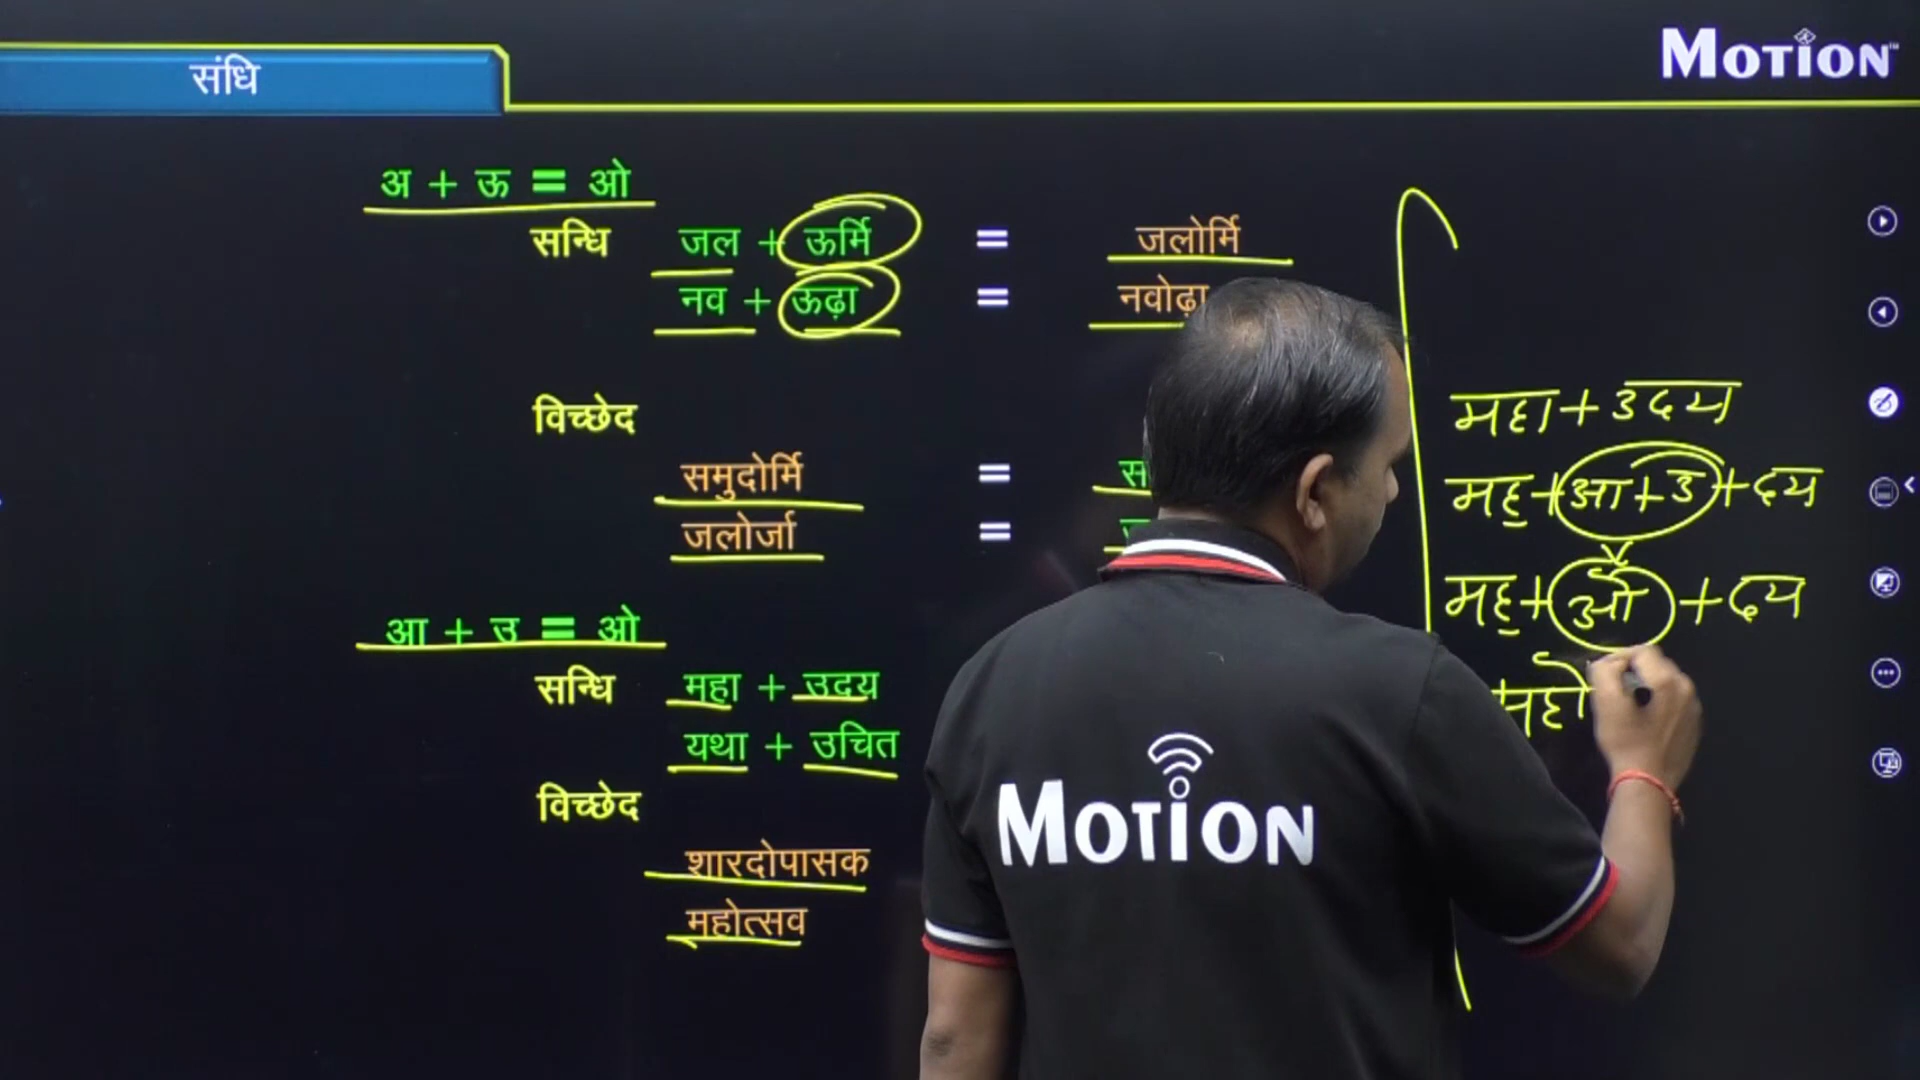 संधि
MOTION
अ + ऊ = ओ
सन्धि जल + ऊर्मि = जलोर्मि
नव + ऊढ़ा = नवोढ़ा
विच्छेद
समुदोर्मि =
जलोर्जा =
आ + उ = ओ
सन्धि महा + उदय
यथा + उचित
विच्छेद
शारदोपासक
महोत्सव
महा + उदय
मह् + आ + उ + दय
मह् + ओ + दय
महो
MOTION